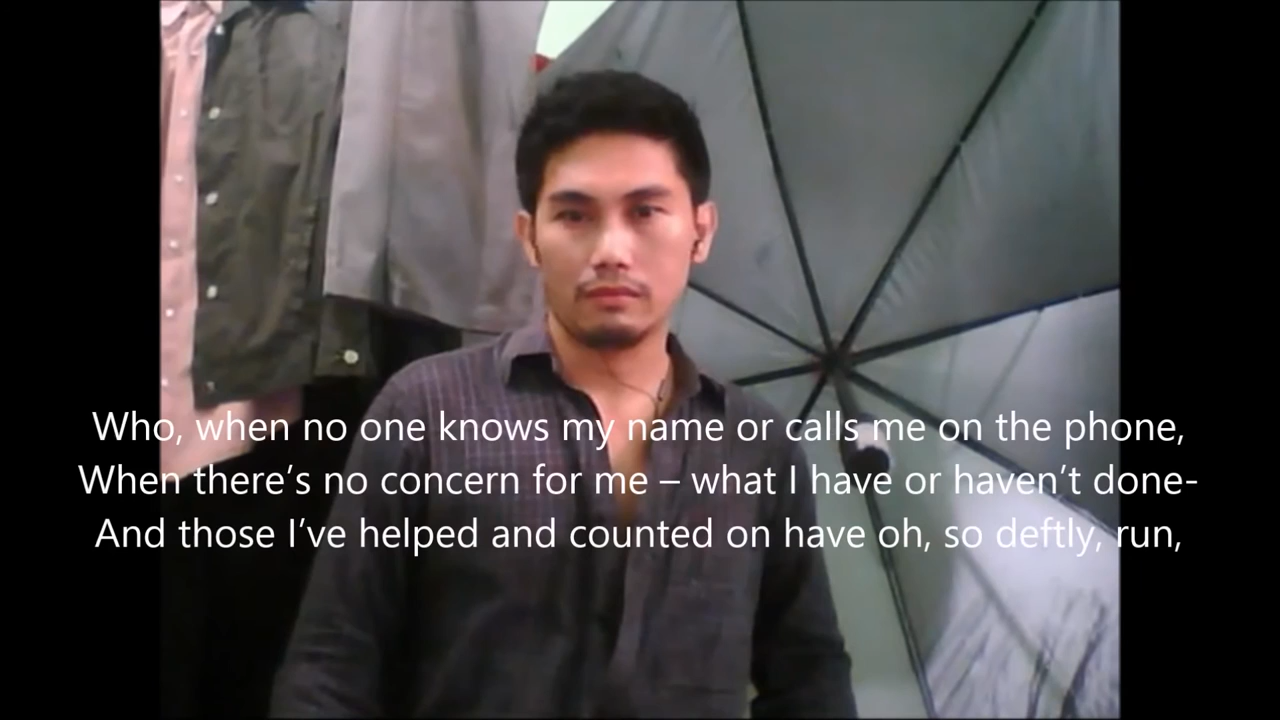 Who, when no one knows my name or calls me on the phone,
When there’s no concern for me – what I have or haven’t done-
And those I’ve helped and counted on have oh, so deftly, run,